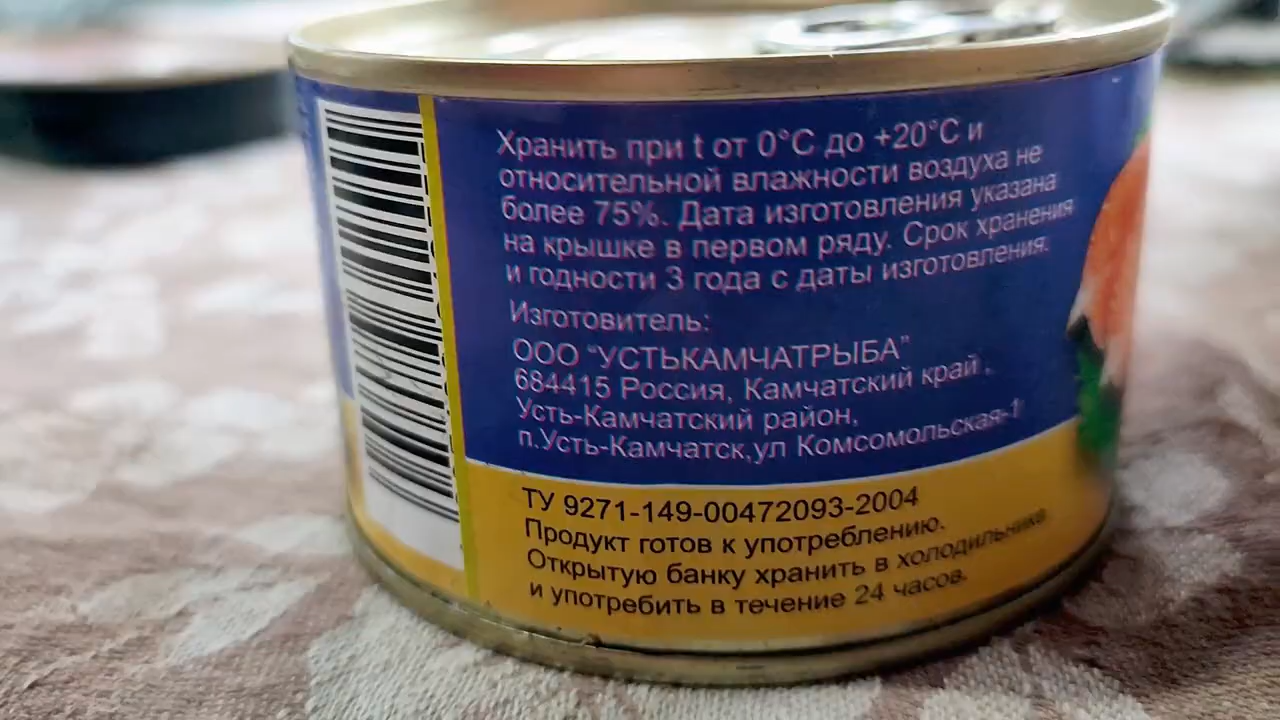 Хранить при t от 0°С до +20°С и
относительной влажности воздуха не
более 75%. Дата изготовления указана
на крышке в первом ряду. Срок хранения
и годности 3 года с даты изготовления.
Изготовитель:
ООО “УСТЬКАМЧАТРЫБА”
684415 Россия, Камчатский край,
Усть-Камчатский район,
п.Усть-Камчатск,ул Комсомольская-1
ТУ 9271-149-00472093-2004
Продукт готов к употреблению.
Открытую банку хранить в холодильнике
и употребить в течение 24 часов.